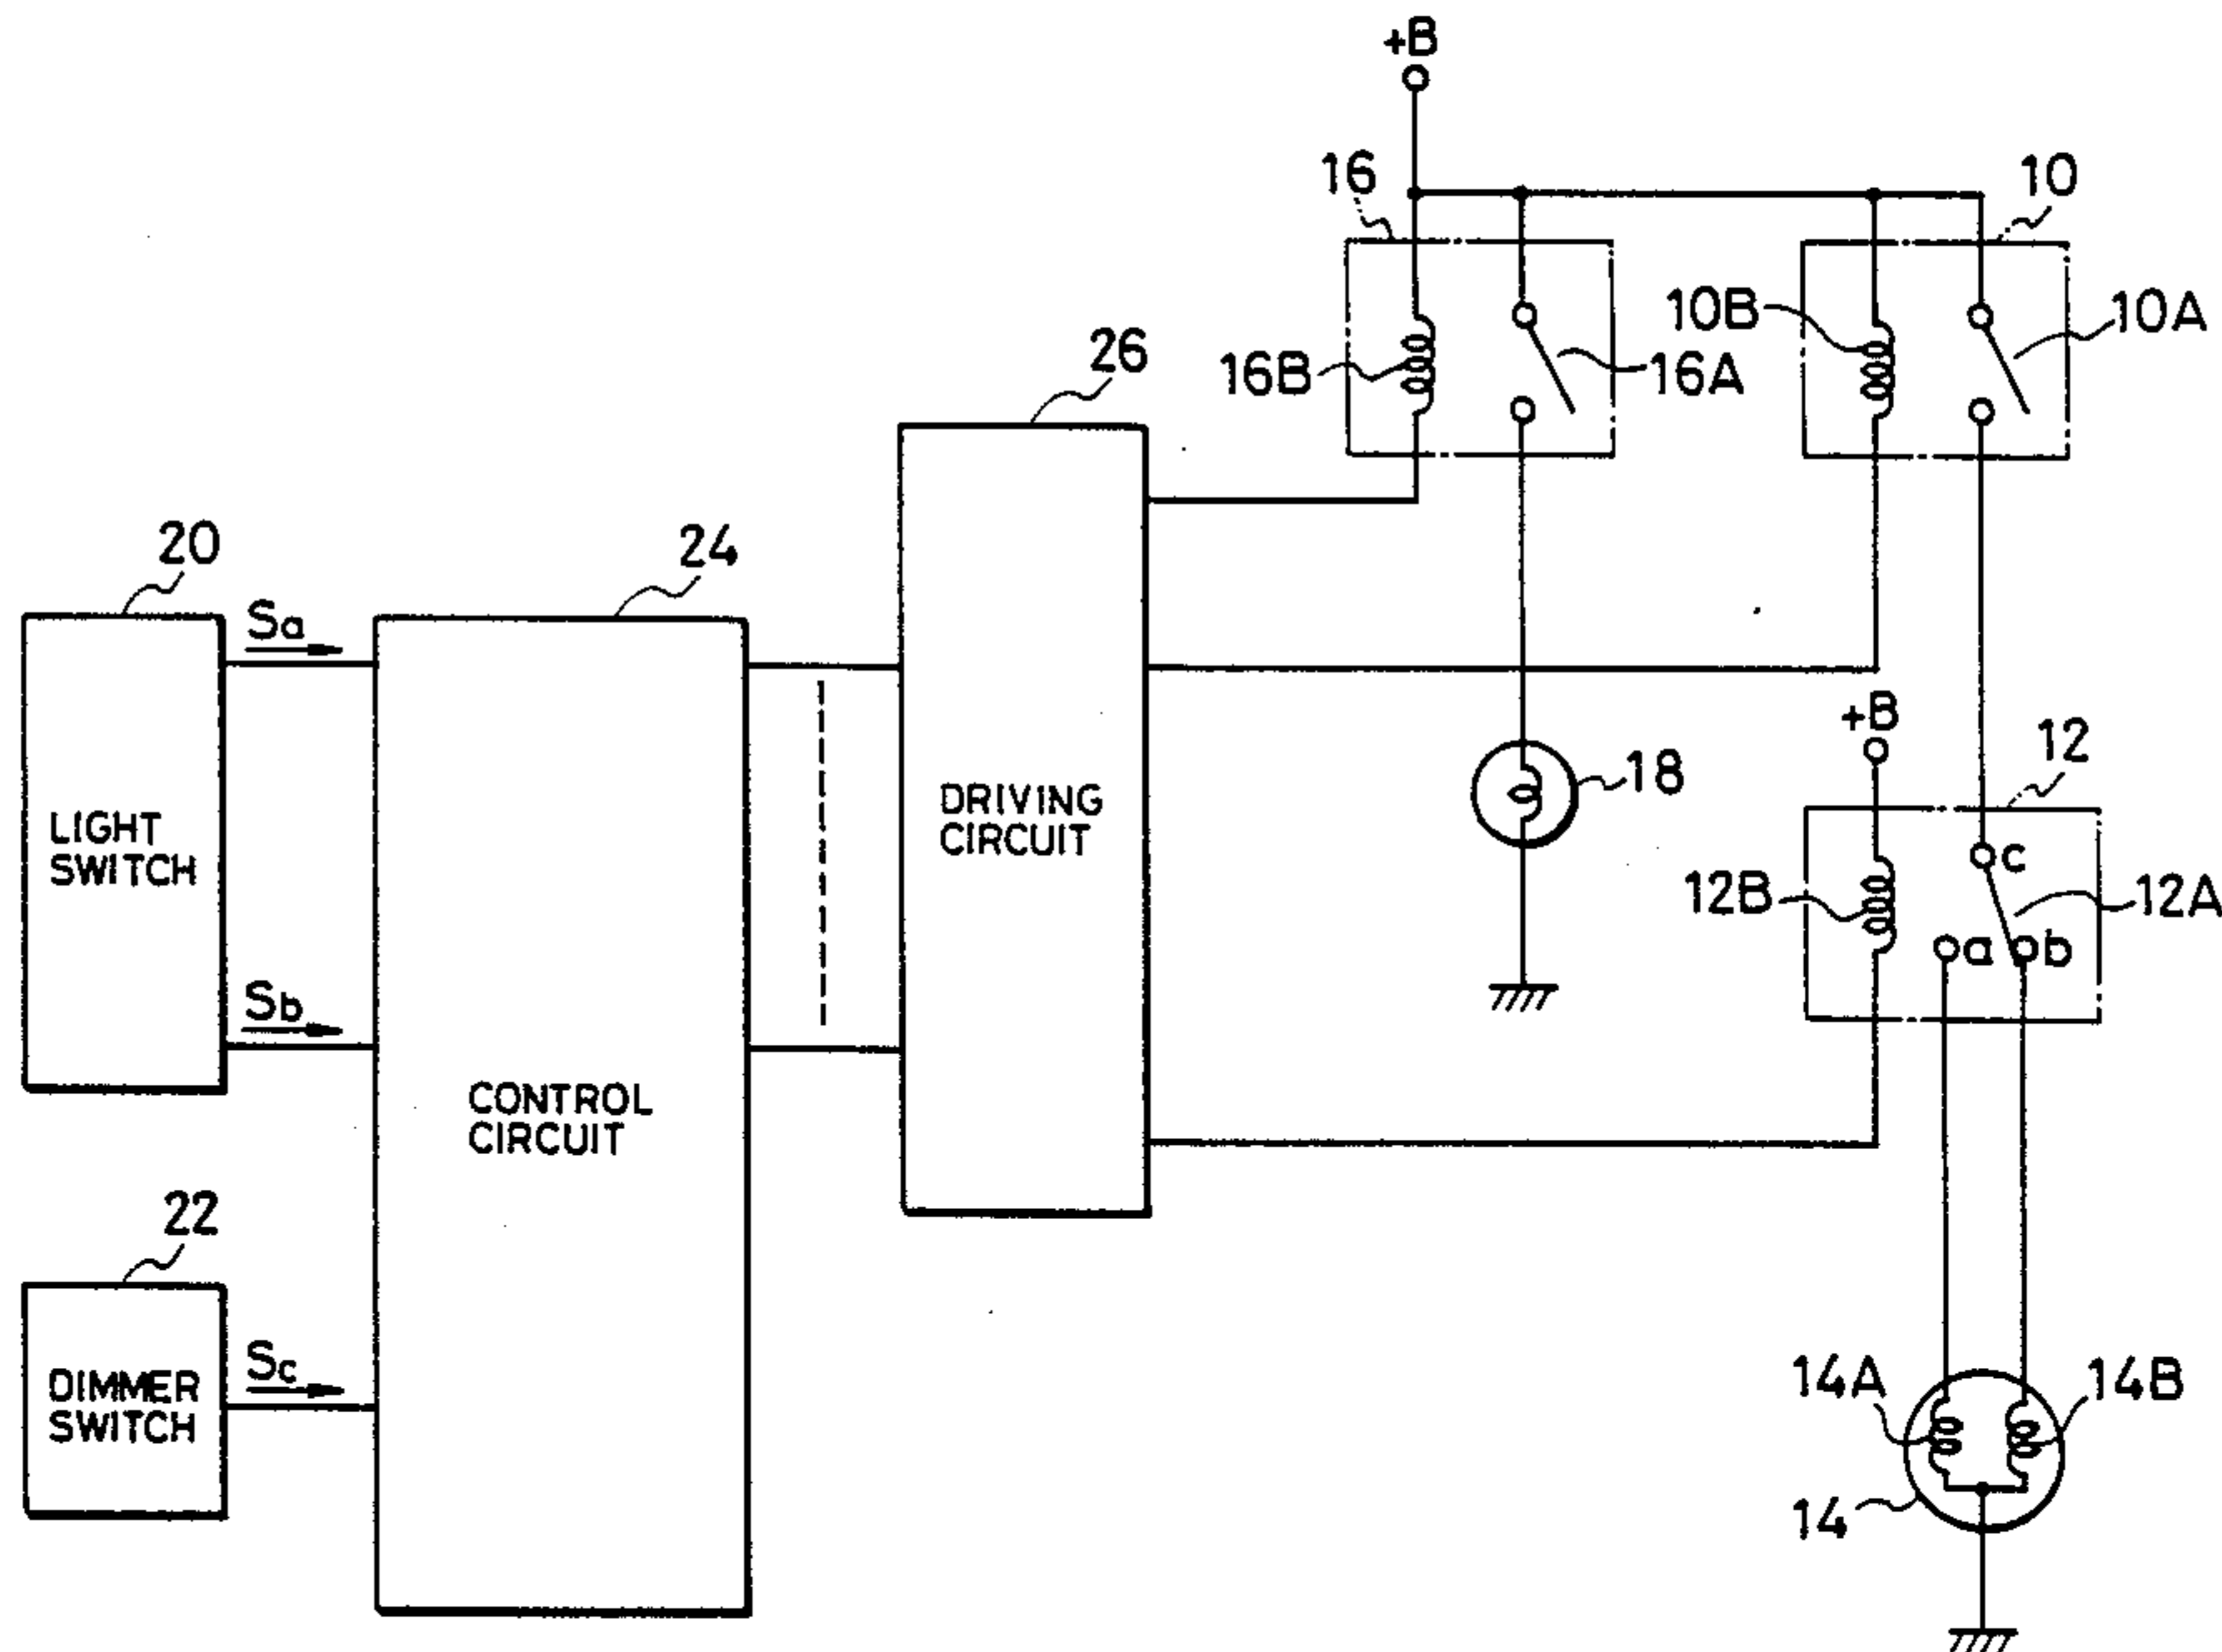 +B
16
10
10B
10A
16B
16A
26
20
24
Sa
+B
12
18
LIGHT
SWITCH
DRIVING
CIRCUIT
c
12B
12A
a
b
Sb
CONTROL
CIRCUIT
22
Sc
DIMMER
SWITCH
14A
14B
14